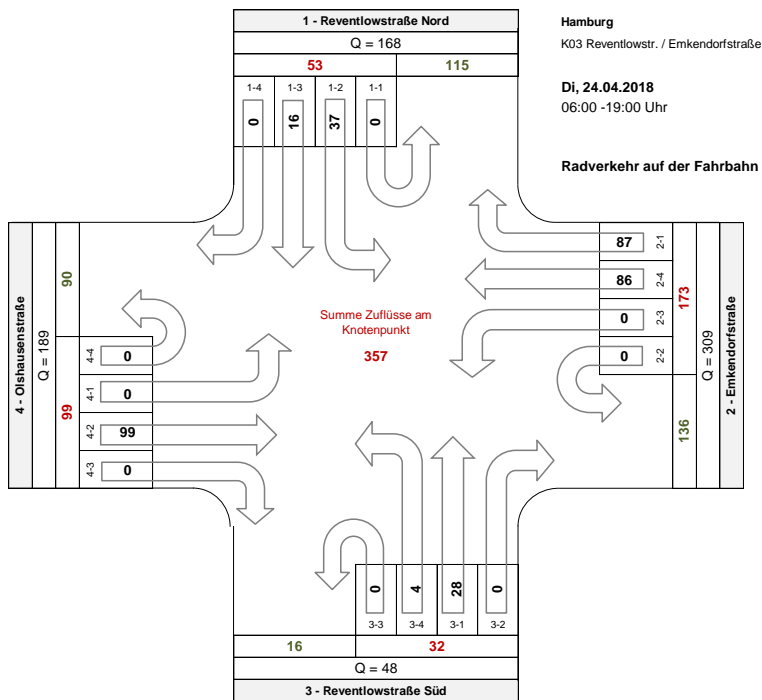 1 - Reventlowstraße Nord
Q = 168
53 115
1-4 1-3 1-2 1-1
0 16 37 0
Hamburg
K03 Reventlowstr. / Emkendorfstraße
Di, 24.04.2018
06:00 -19:00 Uhr
Radverkehr auf der Fahrbahn
4 - Olshausenstraße
Q = 189
90
99
4-4 0
4-1 0
4-2 99
4-3 0
Summe Zuflüsse am
Knotenpunkt
357
87 2-1
86 2-4
0 2-3
0 2-2
173
136
Q = 309
2 - Emkendorfstraße
0 4 28 0
3-3 3-4 3-1 3-2
16 32
Q = 48
3 - Reventlowstraße Süd